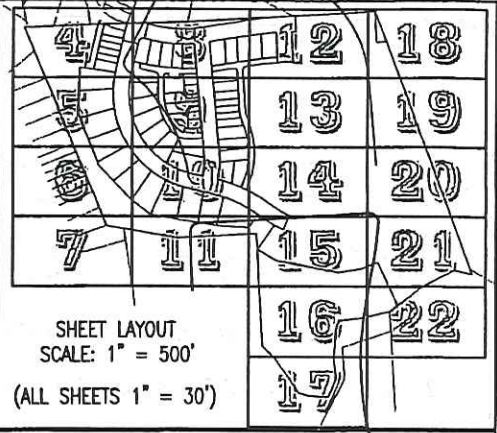 4 8 12 18
5 9 13 19
6 10 14 20
7 11 15 21
16 22
17
SHEET LAYOUT
SCALE: 1" = 500'
(ALL SHEETS 1" = 30')